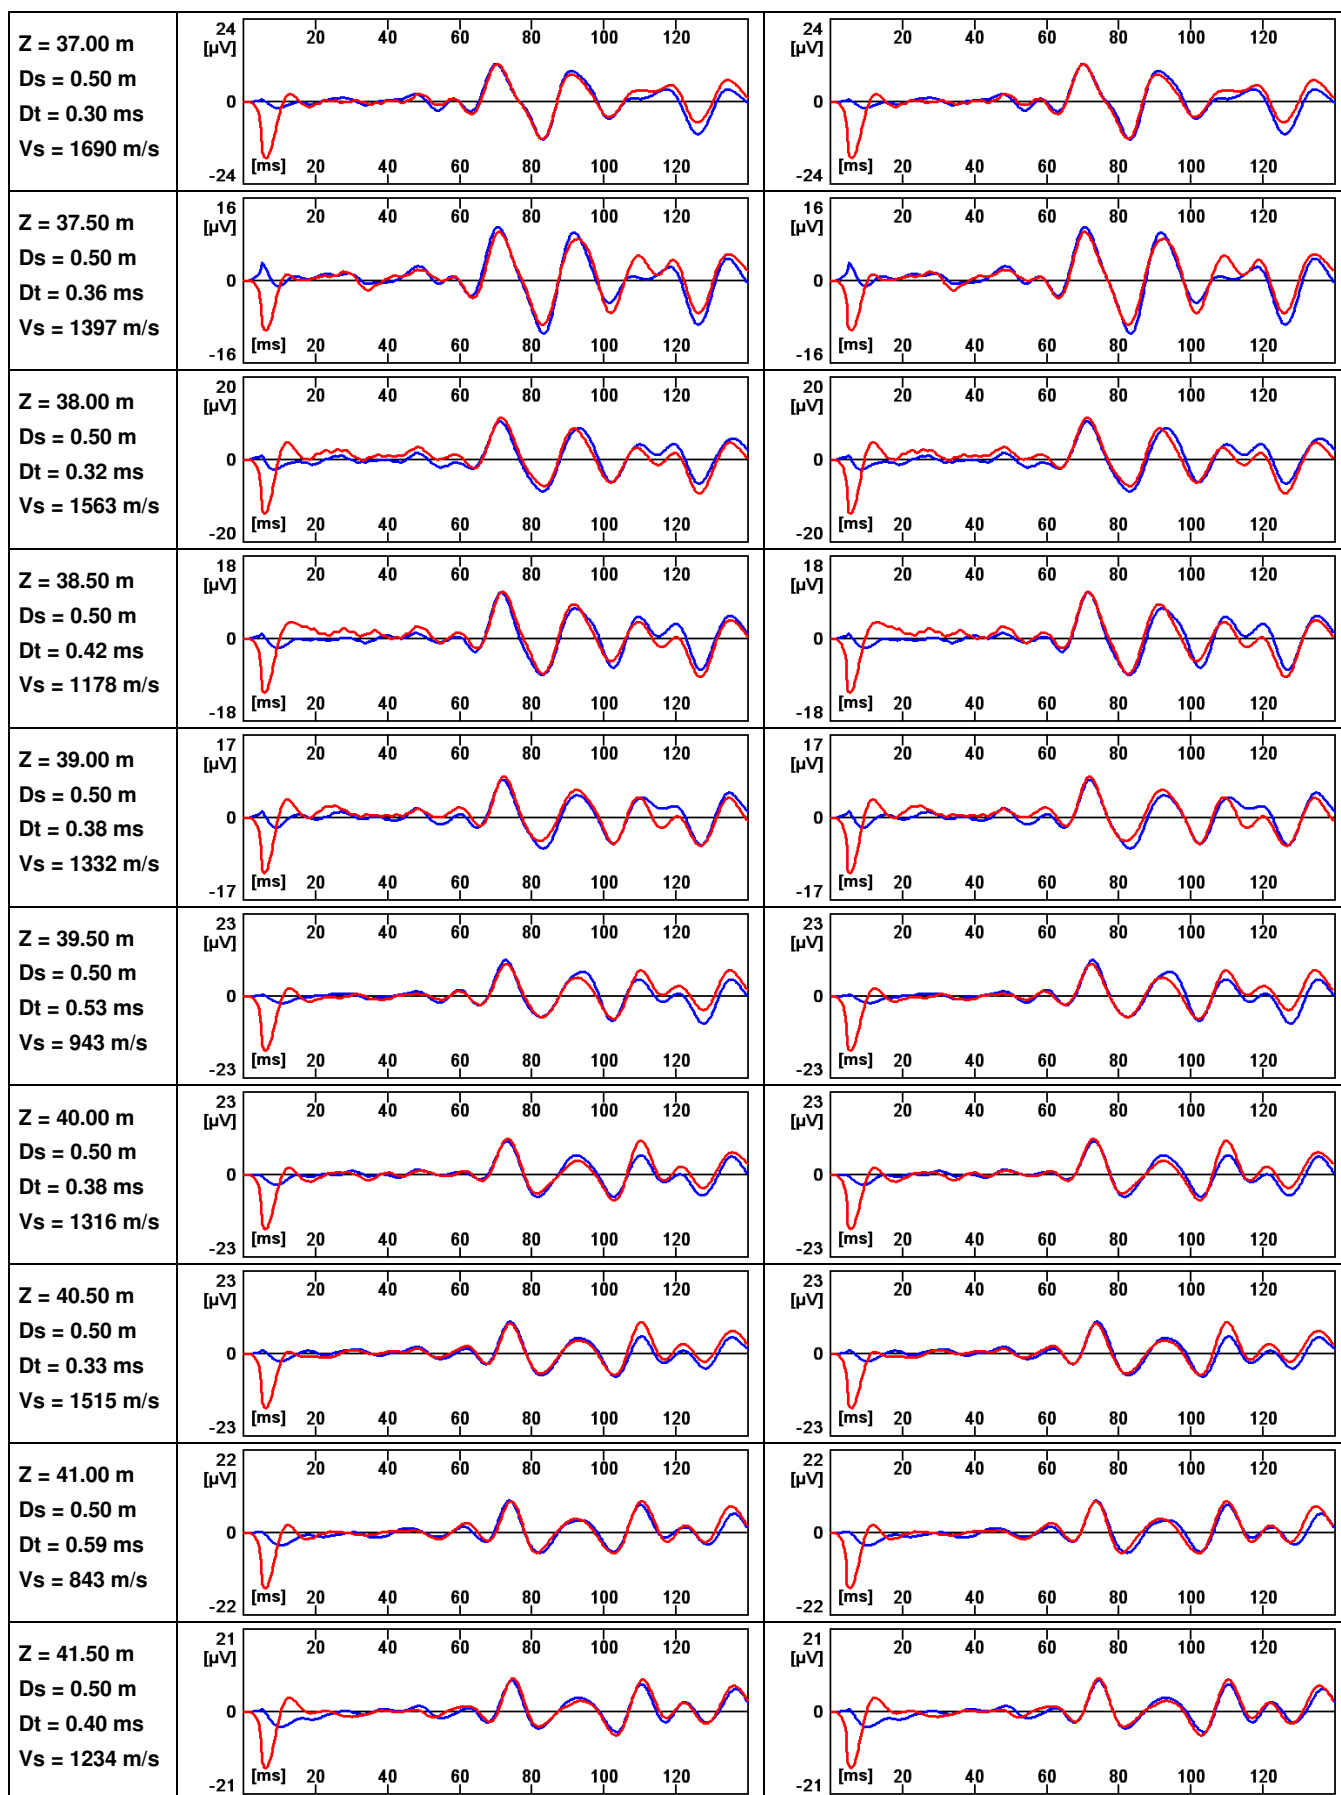 Z = 37.00 m
Ds = 0.50 m
Dt = 0.30 ms
Vs = 1690 m/s
24 20 40 60 80 100 120
[µV]
0
-24 [ms] 20 40 60 80 100 120
24 20 40 60 80 100 120
[µV]
0
-24 [ms] 20 40 60 80 100 120
Z = 37.50 m
Ds = 0.50 m
Dt = 0.36 ms
Vs = 1397 m/s
16 20 40 60 80 100 120
[µV]
0
-16 [ms] 20 40 60 80 100 120
16 20 40 60 80 100 120
[µV]
0
-16 [ms] 20 40 60 80 100 120
Z = 38.00 m
Ds = 0.50 m
Dt = 0.32 ms
Vs = 1563 m/s
20 20 40 60 80 100 120
[µV]
0
-20 [ms] 20 40 60 80 100 120
20 20 40 60 80 100 120
[µV]
0
-20 [ms] 20 40 60 80 100 120
Z = 38.50 m
Ds = 0.50 m
Dt = 0.42 ms
Vs = 1178 m/s
18 20 40 60 80 100 120
[µV]
0
-18 [ms] 20 40 60 80 100 120
18 20 40 60 80 100 120
[µV]
0
-18 [ms] 20 40 60 80 100 120
Z = 39.00 m
Ds = 0.50 m
Dt = 0.38 ms
Vs = 1332 m/s
17 20 40 60 80 100 120
[µV]
0
-17 [ms] 20 40 60 80 100 120
17 20 40 60 80 100 120
[µV]
0
-17 [ms] 20 40 60 80 100 120
Z = 39.50 m
Ds = 0.50 m
Dt = 0.53 ms
Vs = 943 m/s
23 20 40 60 80 100 120
[µV]
0
-23 [ms] 20 40 60 80 100 120
23 20 40 60 80 100 120
[µV]
0
-23 [ms] 20 40 60 80 100 120
Z = 40.00 m
Ds = 0.50 m
Dt = 0.38 ms
Vs = 1316 m/s
23 20 40 60 80 100 120
[µV]
0
-23 [ms] 20 40 60 80 100 120
23 20 40 60 80 100 120
[µV]
0
-23 [ms] 20 40 60 80 100 120
Z = 40.50 m
Ds = 0.50 m
Dt = 0.33 ms
Vs = 1515 m/s
23 20 40 60 80 100 120
[µV]
0
-23 [ms] 20 40 60 80 100 120
23 20 40 60 80 100 120
[µV]
0
-23 [ms] 20 40 60 80 100 120
Z = 41.00 m
Ds = 0.50 m
Dt = 0.59 ms
Vs = 843 m/s
22 20 40 60 80 100 120
[µV]
0
-22 [ms] 20 40 60 80 100 120
22 20 40 60 80 100 120
[µV]
0
-22 [ms] 20 40 60 80 100 120
Z = 41.50 m
Ds = 0.50 m
Dt = 0.40 ms
Vs = 1234 m/s
21 20 40 60 80 100 120
[µV]
0
-21 [ms] 20 40 60 80 100 120
21 20 40 60 80 100 120
[µV]
0
-21 [ms] 20 40 60 80 100 120